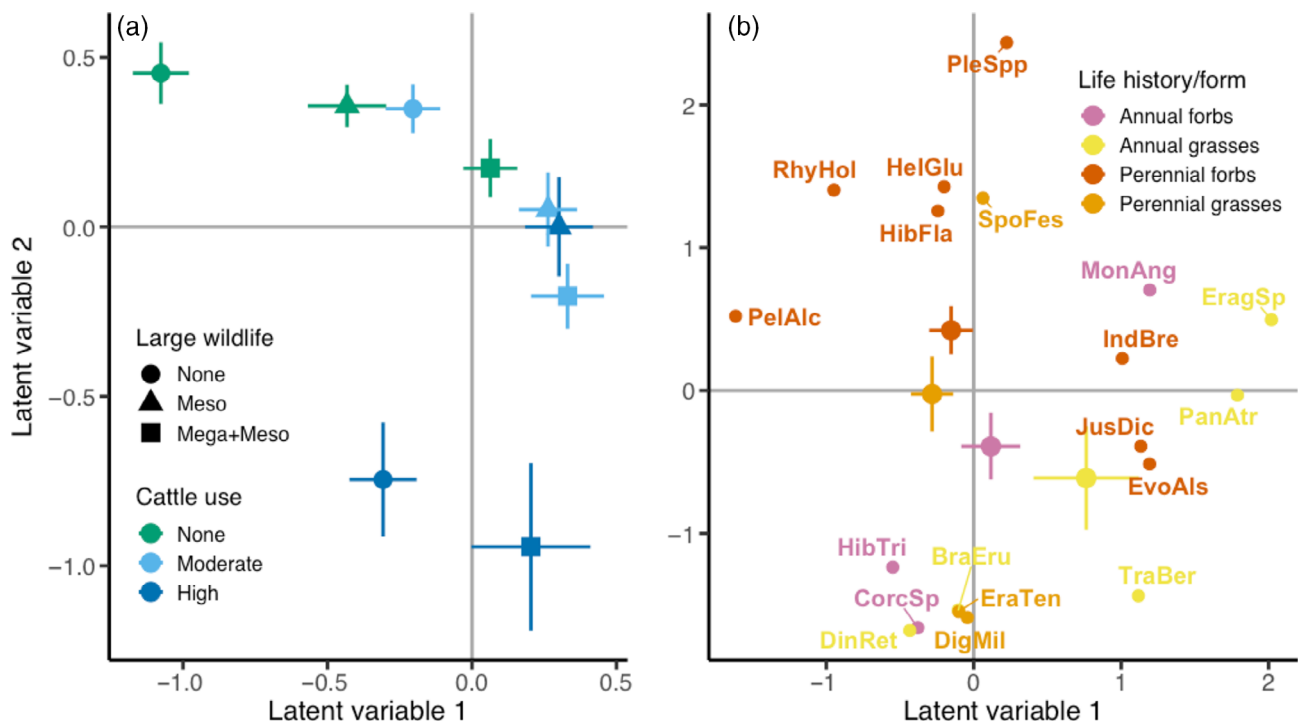 (a)
0.5
0.0
−0.5
−1.0
Latent variable 2
Large wildlife
None
Meso
Mega+Meso
Cattle use
None
Moderate
High
−1.0 −0.5 0.0 0.5
Latent variable 1
(b)
2
1
0
−1
PleSpp
Life history/form
Annual forbs
Annual grasses
Perennial forbs
Perennial grasses
RhyHol
HelGlu
SpoFes
HibFla
MonAng
EragSp
PelAlc
IndBre
PanAtr
JusDic
EvoAls
HibTri
BraEru
TraBer
CorcSp
EraTen
DinRet
DigMil
−1 0 1 2
Latent variable 1